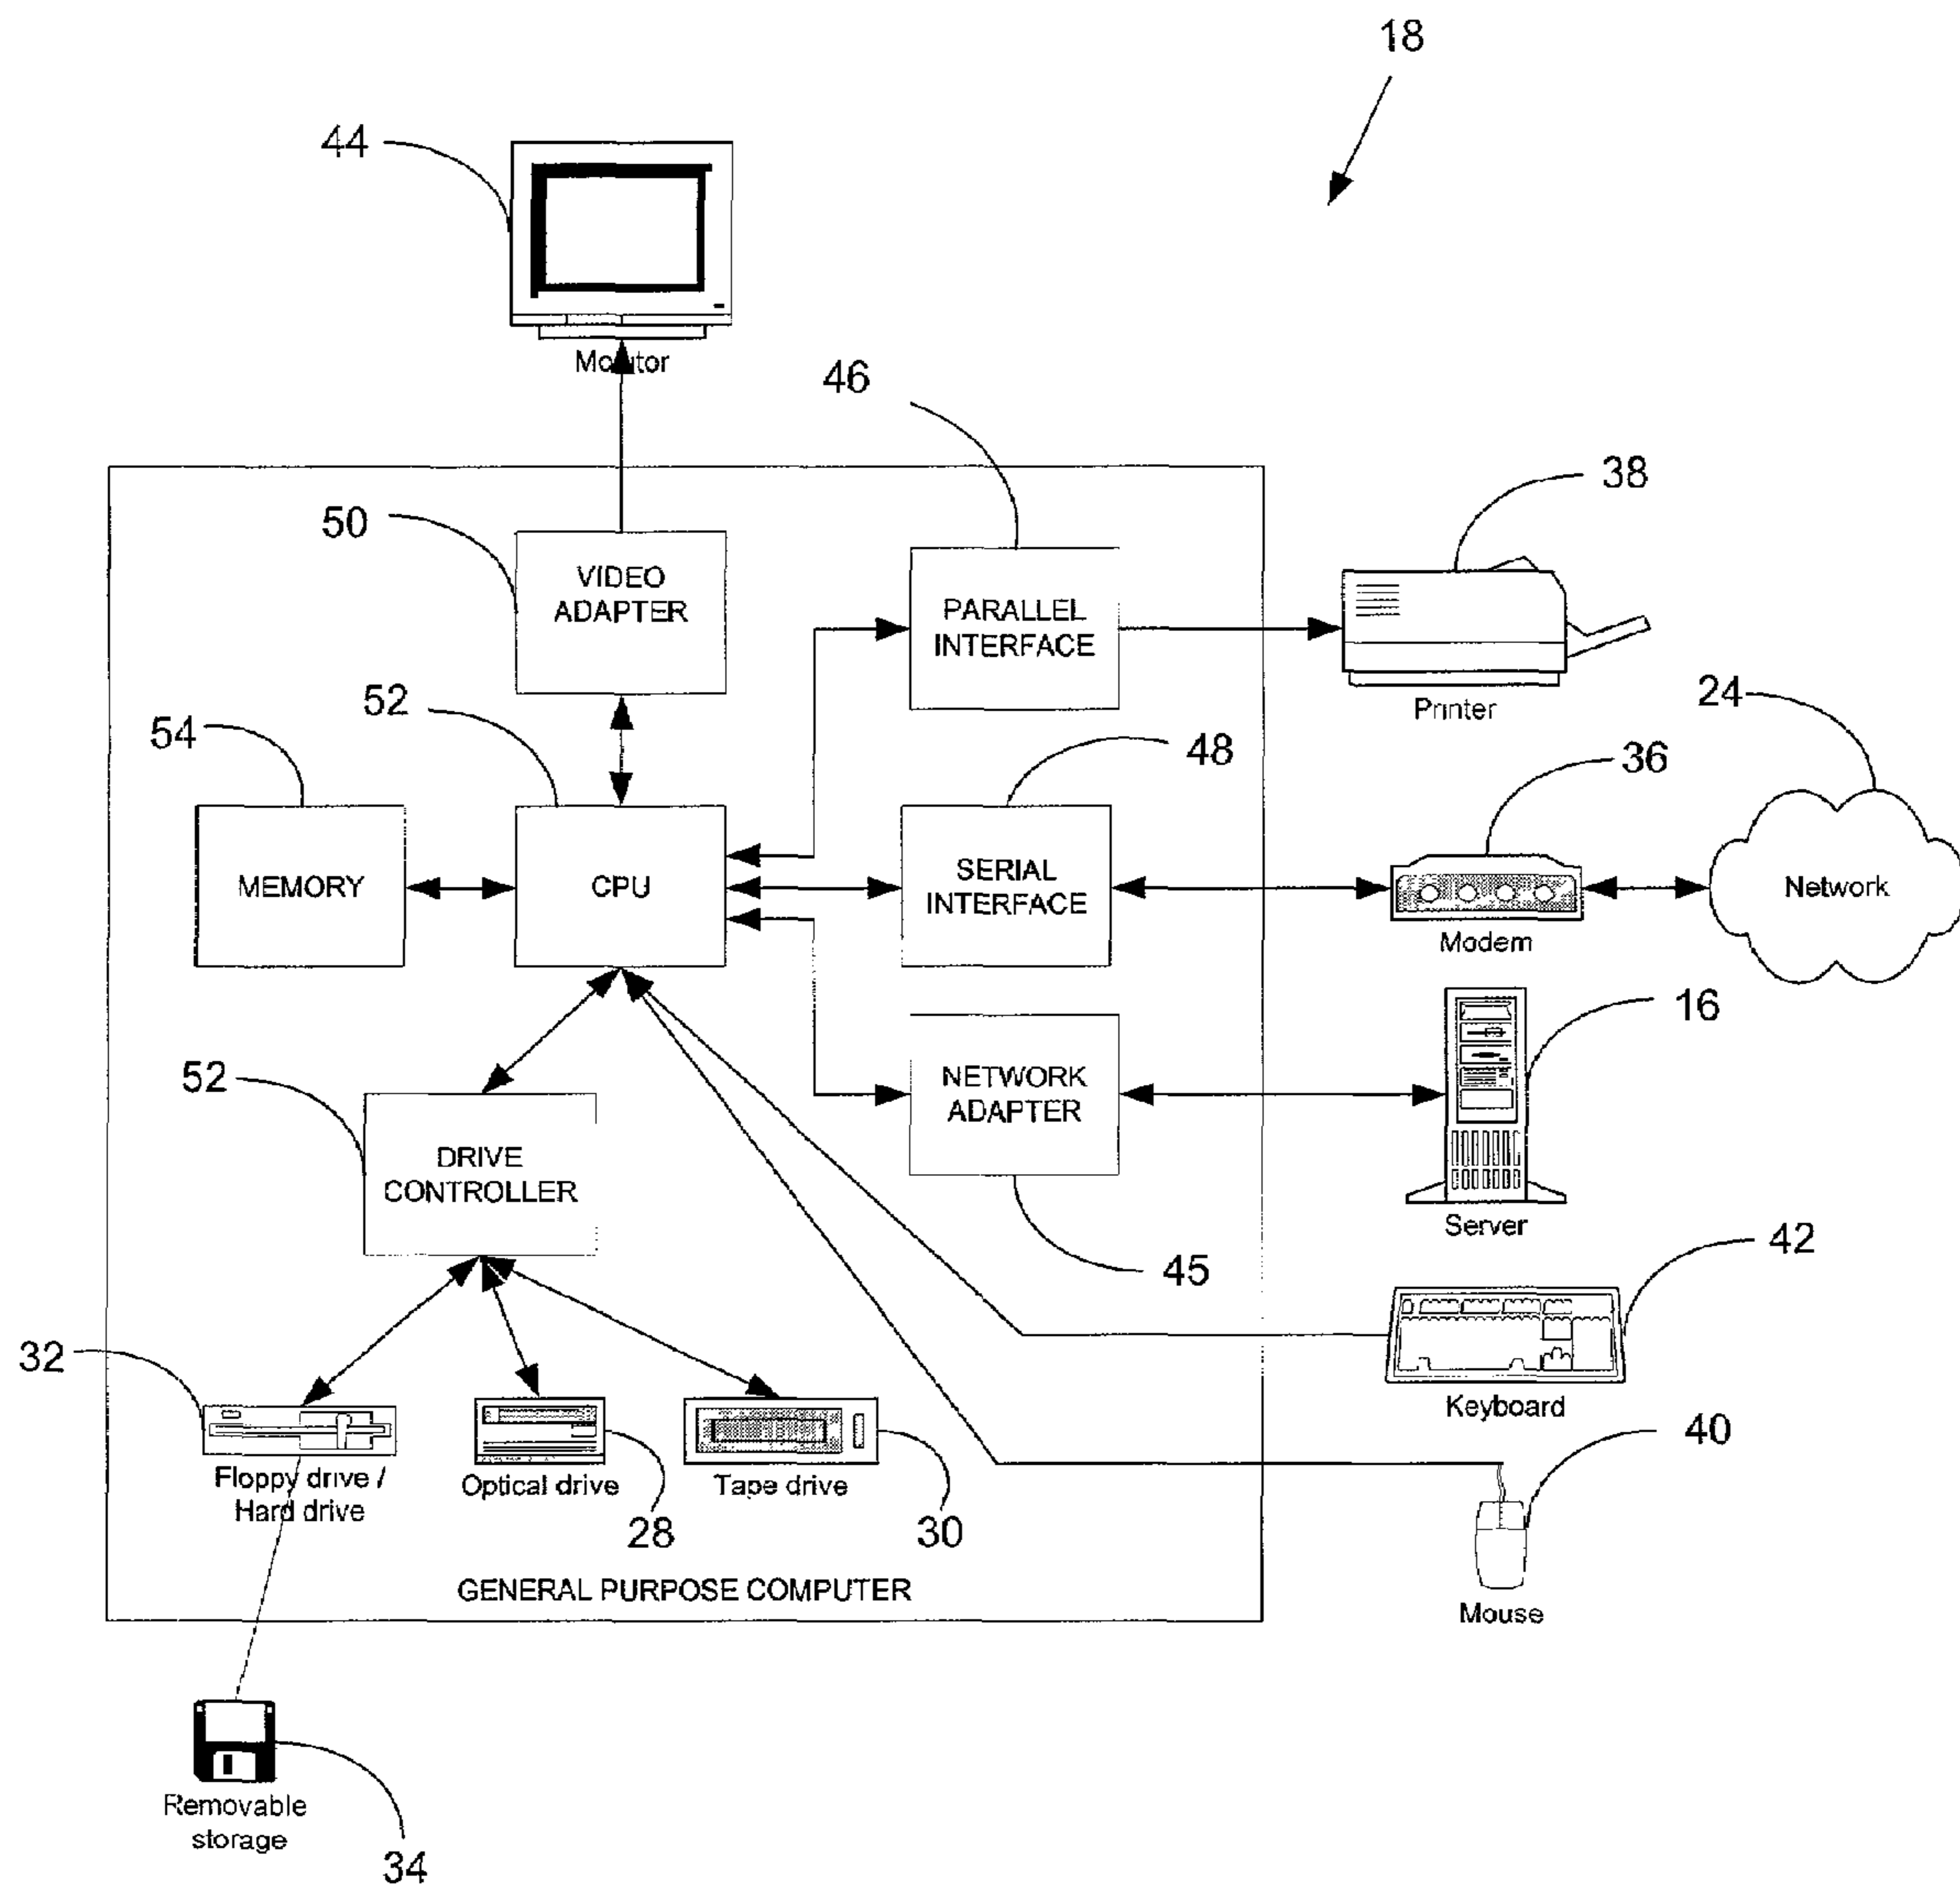 18
44
Monitor
46
38
50
VIDEO
ADAPTER
PARALLEL
INTERFACE
Printer
24
52
54
48
36
MEMORY
CPU
SERIAL
INTERFACE
Network
Modem
16
52
NETWORK
ADAPTER
DRIVE
CONTROLLER
Server
45
42
32
Keyboard
40
Floppy drive /
Hard drive
Optical drive
Tape drive
28
30
GENERAL PURPOSE COMPUTER
Mouse
Removable
storage
34